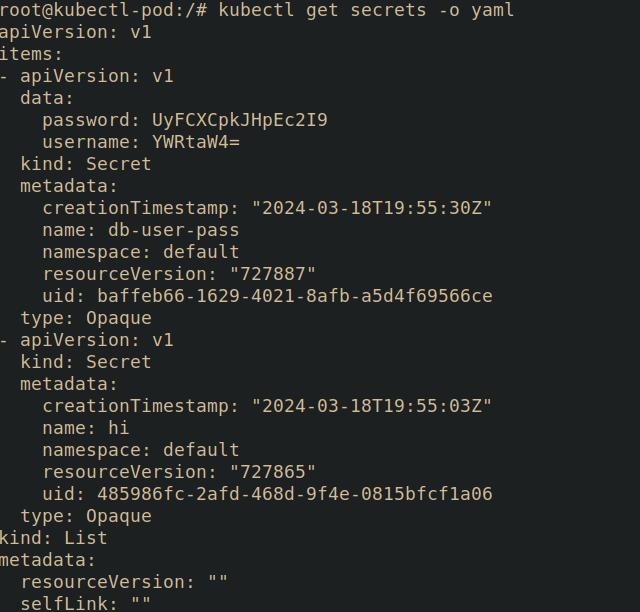 root@kubectl-pod:/# kubectl get secrets -o yaml
apiVersion: v1
items:
- apiVersion: v1
  data:
    password: UyFCXCpkJHpEc2I9
    username: YWRtaW4=
  kind: Secret
  metadata:
    creationTimestamp: "2024-03-18T19:55:30Z"
    name: db-user-pass
    namespace: default
    resourceVersion: "727887"
    uid: baffeb66-1629-4021-8afb-a5d4f69566ce
  type: Opaque
- apiVersion: v1
  kind: Secret
  metadata:
    creationTimestamp: "2024-03-18T19:55:03Z"
    name: hi
    namespace: default
    resourceVersion: "727865"
    uid: 485986fc-2afd-468d-9f4e-0815bfcf1a06
  type: Opaque
kind: List
metadata:
  resourceVersion: ""
  selfLink: ""